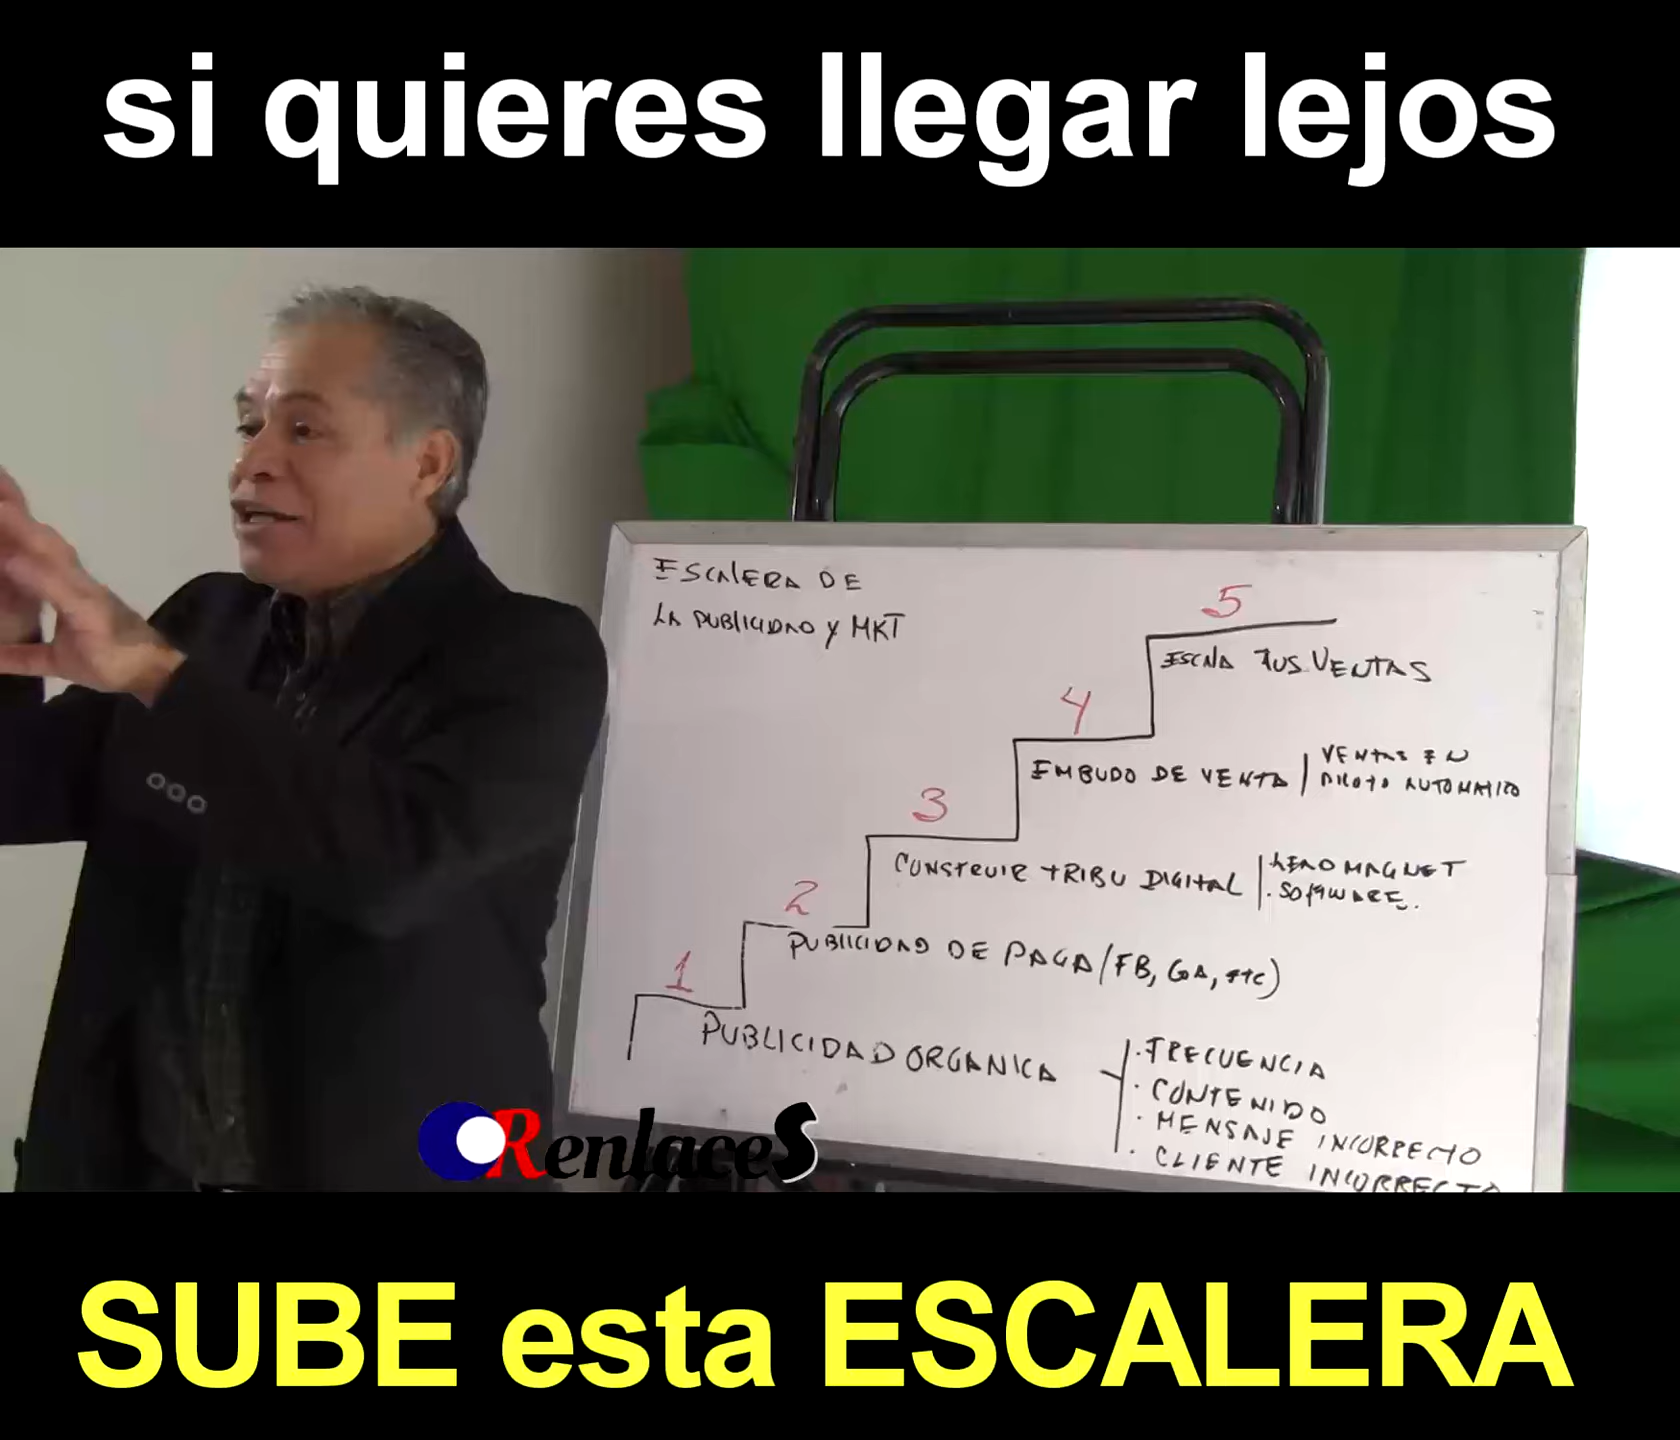 si quieres llegar lejos
ESCALERA DE
LA PUBLICIDAD y MKT
5
ESCALA TUS VENTAS
4
EMBUDO DE VENTA / VENTAS EN
PILOTO AUTOMATICO
3
CONSTRUIR TRIBU DIGITAL | LEAD MAGNET
. SOFTWARE.
2
PUBLICIDAD DE PAGA / FB, GA, etc)
1
PUBLICIDAD ORGANICA
· FRECUENCIA
· CONTENIDO
· MENSAJE INCORRECTO
· CLIENTE INCORRECTO
RenlaceS
SUBE esta ESCALERA